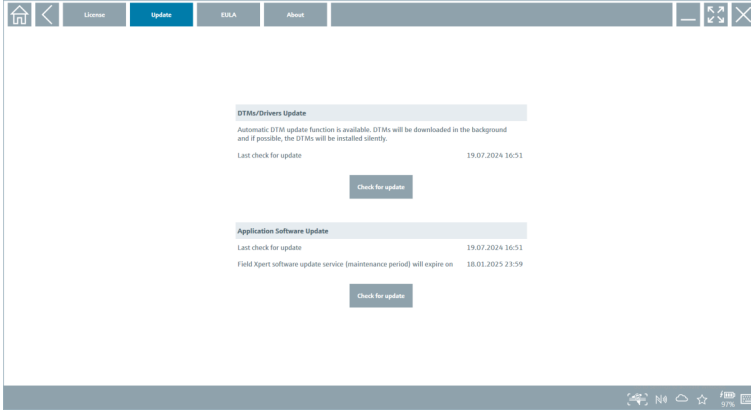 License Update EULA About
DTMs/Drivers Update
Automatic DTM update function is available. DTMs will be downloaded in the background
and if possible, the DTMs will be installed silently.
Last check for update 19.07.2024 16:51
Check for update
Application Software Update
Last check for update 19.07.2024 16:51
Field Xpert software update service (maintenance period) will expire on 18.01.2025 23:59
Check for update
97%